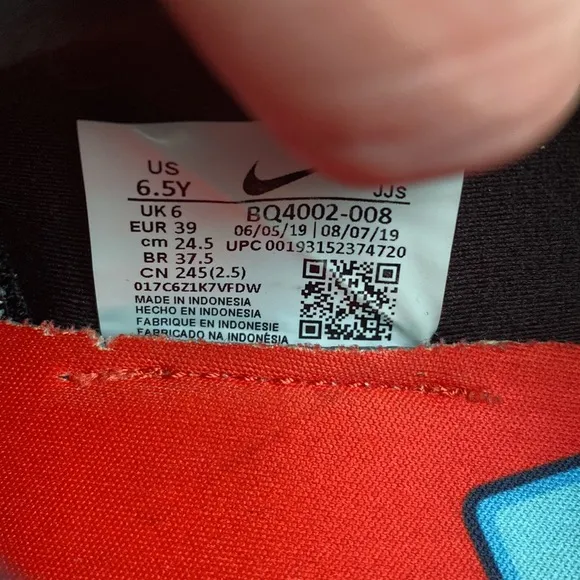 US
6.5Y
JJS
UK 6
BQ4002-008
EUR 39
06/05/19 | 08/07/19
cm 24.5
UPC 00193152374720
BR 37.5
CN 245(2.5)
017C6Z1K7VFDW
MADE IN INDONESIA
HECHO EN INDONESIA
FABRIQUE EN INDONESIE
FABRICADO NA INDONÉSIA